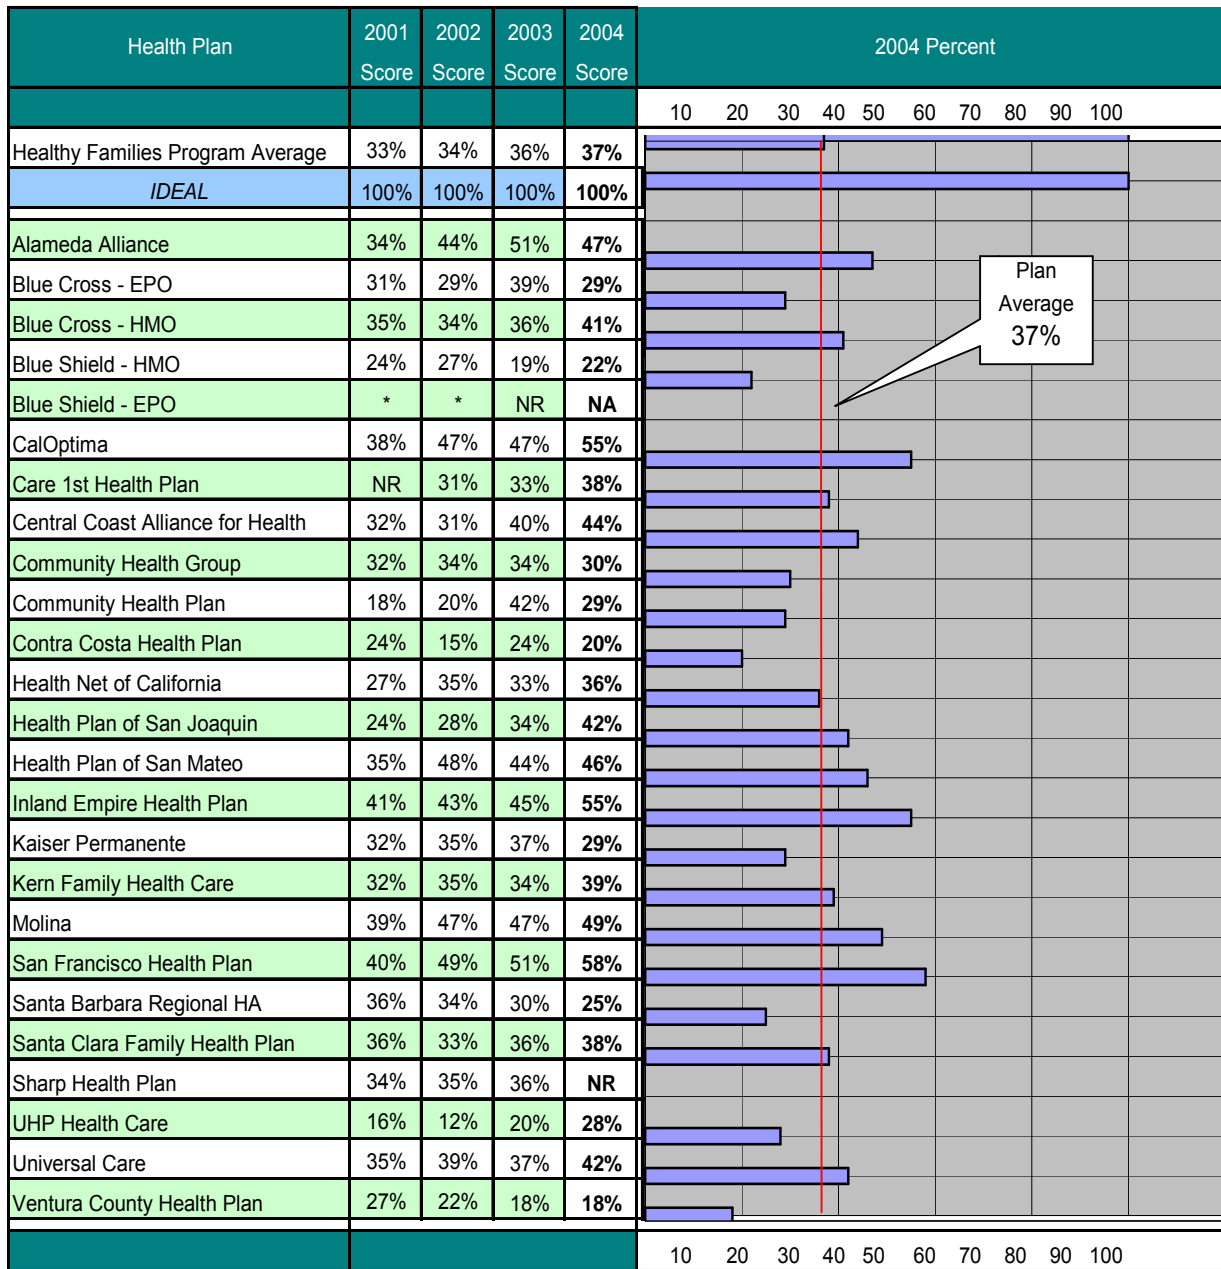 Health Plan 2001 Score 2002 Score 2003 Score 2004 Score 2004 Percent
10 20 30 40 50 60 70 80 90 100
Healthy Families Program Average 33% 34% 36% 37%
IDEAL 100% 100% 100% 100%
Alameda Alliance 34% 44% 51% 47%
Blue Cross - EPO 31% 29% 39% 29%
Blue Cross - HMO 35% 34% 36% 41%
Blue Shield - HMO 24% 27% 19% 22%
Blue Shield - EPO * * NR NA
CalOptima 38% 47% 47% 55%
Care 1st Health Plan NR 31% 33% 38%
Central Coast Alliance for Health 32% 31% 40% 44%
Community Health Group 32% 34% 34% 30%
Community Health Plan 18% 20% 42% 29%
Contra Costa Health Plan 24% 15% 24% 20%
Health Net of California 27% 35% 33% 36%
Health Plan of San Joaquin 24% 28% 34% 42%
Health Plan of San Mateo 35% 48% 44% 46%
Inland Empire Health Plan 41% 43% 45% 55%
Kaiser Permanente 32% 35% 37% 29%
Kern Family Health Care 32% 35% 34% 39%
Molina 39% 47% 47% 49%
San Francisco Health Plan 40% 49% 51% 58%
Santa Barbara Regional HA 36% 34% 30% 25%
Santa Clara Family Health Plan 36% 33% 36% 38%
Sharp Health Plan 34% 35% 36% NR
UHP Health Care 16% 12% 20% 28%
Universal Care 35% 39% 37% 42%
Ventura County Health Plan 27% 22% 18% 18%
Plan
Average
37%
10 20 30 40 50 60 70 80 90 100